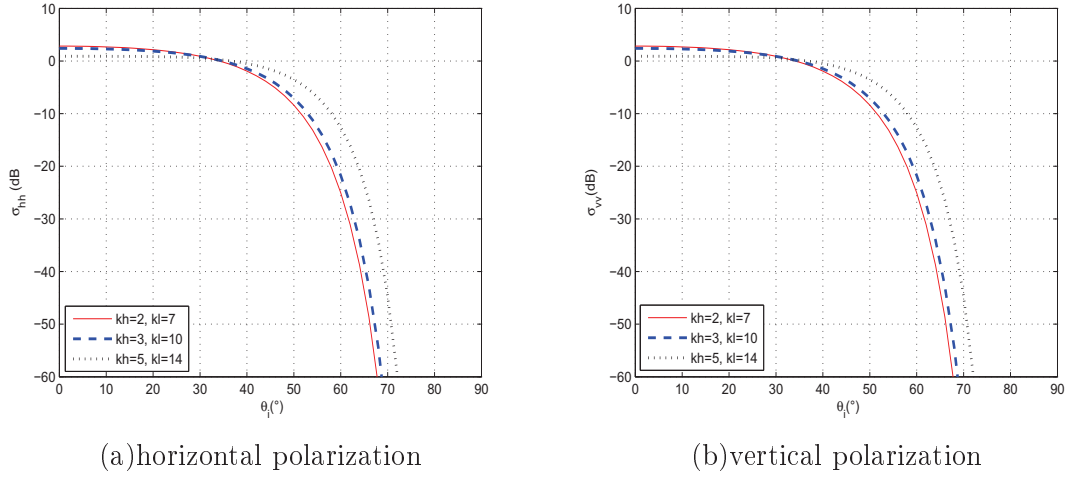 10
0
−10
−20
−30
−40
−50
−60
σhh (dB
0 10 20 30 40 50 60 70 80 90
θi(°)
kh=2, kl=7
kh=3, kl=10
kh=5, kl=14
(a)horizontal polarization
10
0
−10
−20
−30
−40
−50
−60
σvv (dB)
0 10 20 30 40 50 60 70 80 90
θi(°)
kh=2, kl=7
kh=3, kl=10
kh=5, kl=14
(b)vertical polarization